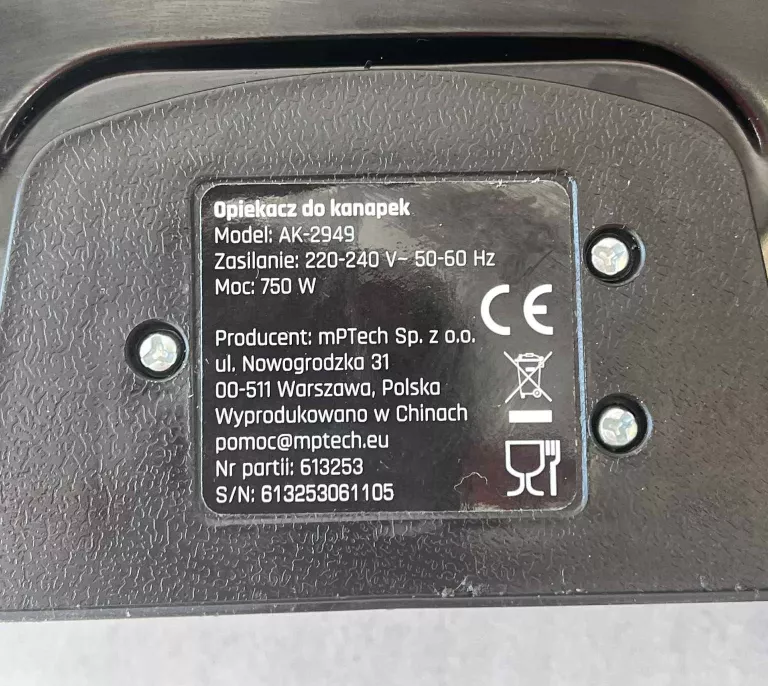 Opiekacz do kanapek
Model: AK-2949
Zasilanie: 220-240 V~ 50-60 Hz
Moc: 750 W
CE
Producent: mPTech Sp. z o.o.
ul. Nowogrodzka 31
00-511 Warszawa, Polska
Wyprodukowano w Chinach
pomoc@mptech.eu
Nr partii: 613253
S/N: 613253061105